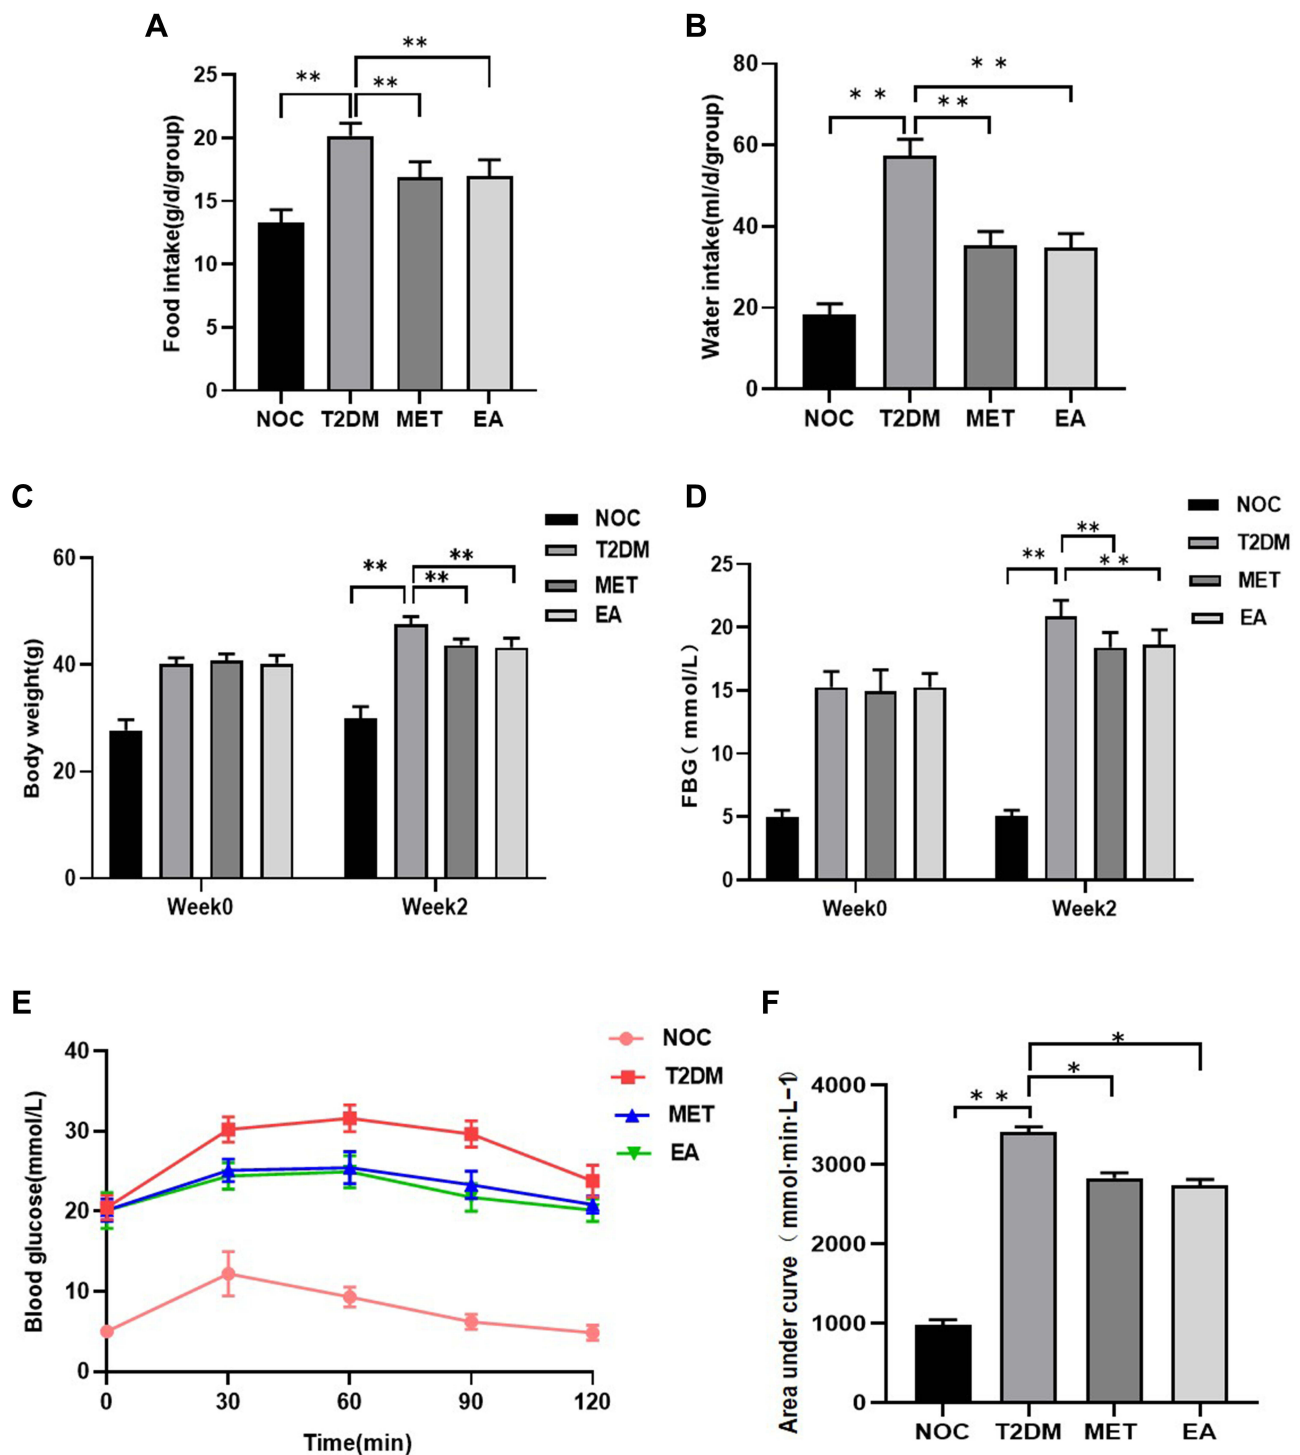 A
**
**
**
25
20
15
10
5
0
Food intake(g/d/group)
NOC T2DM MET EA
B
* *
* *
* *
80
60
40
20
0
Water intake(ml/d/group)
NOC T2DM MET EA
C
NOC
T2DM
MET
EA
**
**
**
60
40
20
0
Body weight(g)
Week0 Week2
D
NOC
T2DM
MET
EA
**
**
* *
25
20
15
10
5
0
FBG( mmol/L)
Week0 Week2
E
NOC
T2DM
MET
EA
40
30
20
10
0
Blood glucose(mmol/L)
0 30 60 90 120
Time(min)
F
*
*
* *
4000
3000
2000
1000
0
Area under curve ( mmol·min·L−1)
NOC T2DM MET EA